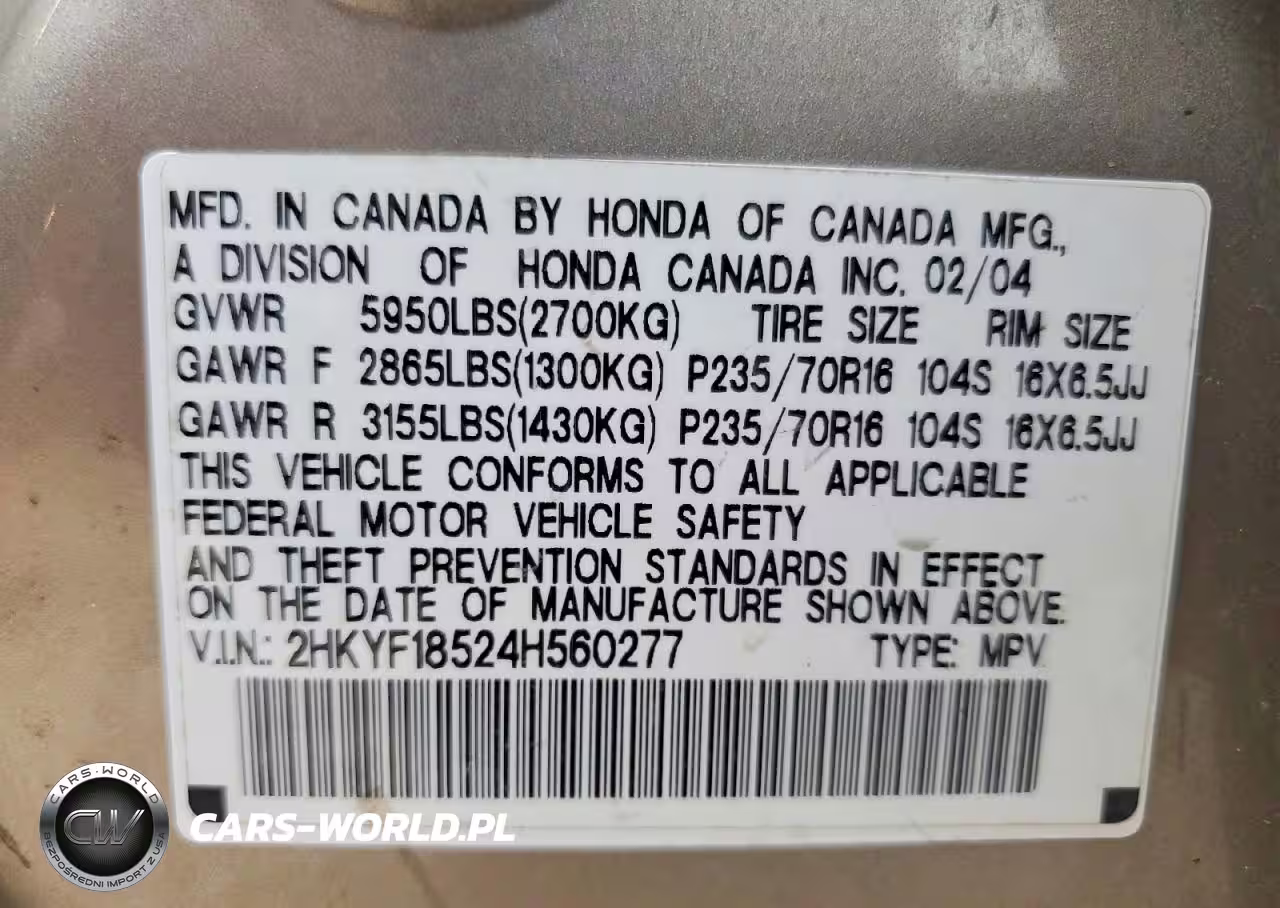 MFD. IN CANADA BY HONDA OF CANADA MFG.,
A DIVISION OF HONDA CANADA INC. 02/04
GVWR 5950LBS(2700KG) TIRE SIZE RIM SIZE
GAWR F 2865LBS(1300KG) P235/70R16 104S 16X6.5JJ
GAWR R 3155LBS(1430KG) P235/70R16 104S 16X6.5JJ
THIS VEHICLE CONFORMS TO ALL APPLICABLE
FEDERAL MOTOR VEHICLE SAFETY
AND THEFT PREVENTION STANDARDS IN EFFECT
ON THE DATE OF MANUFACTURE SHOWN ABOVE.
V.I.N.: 2HKYF18524H560277 TYPE: MPV
CARS-WORLD
CW
BEZPOŚREDNI IMPORT Z USA
CARS-WORLD.PL